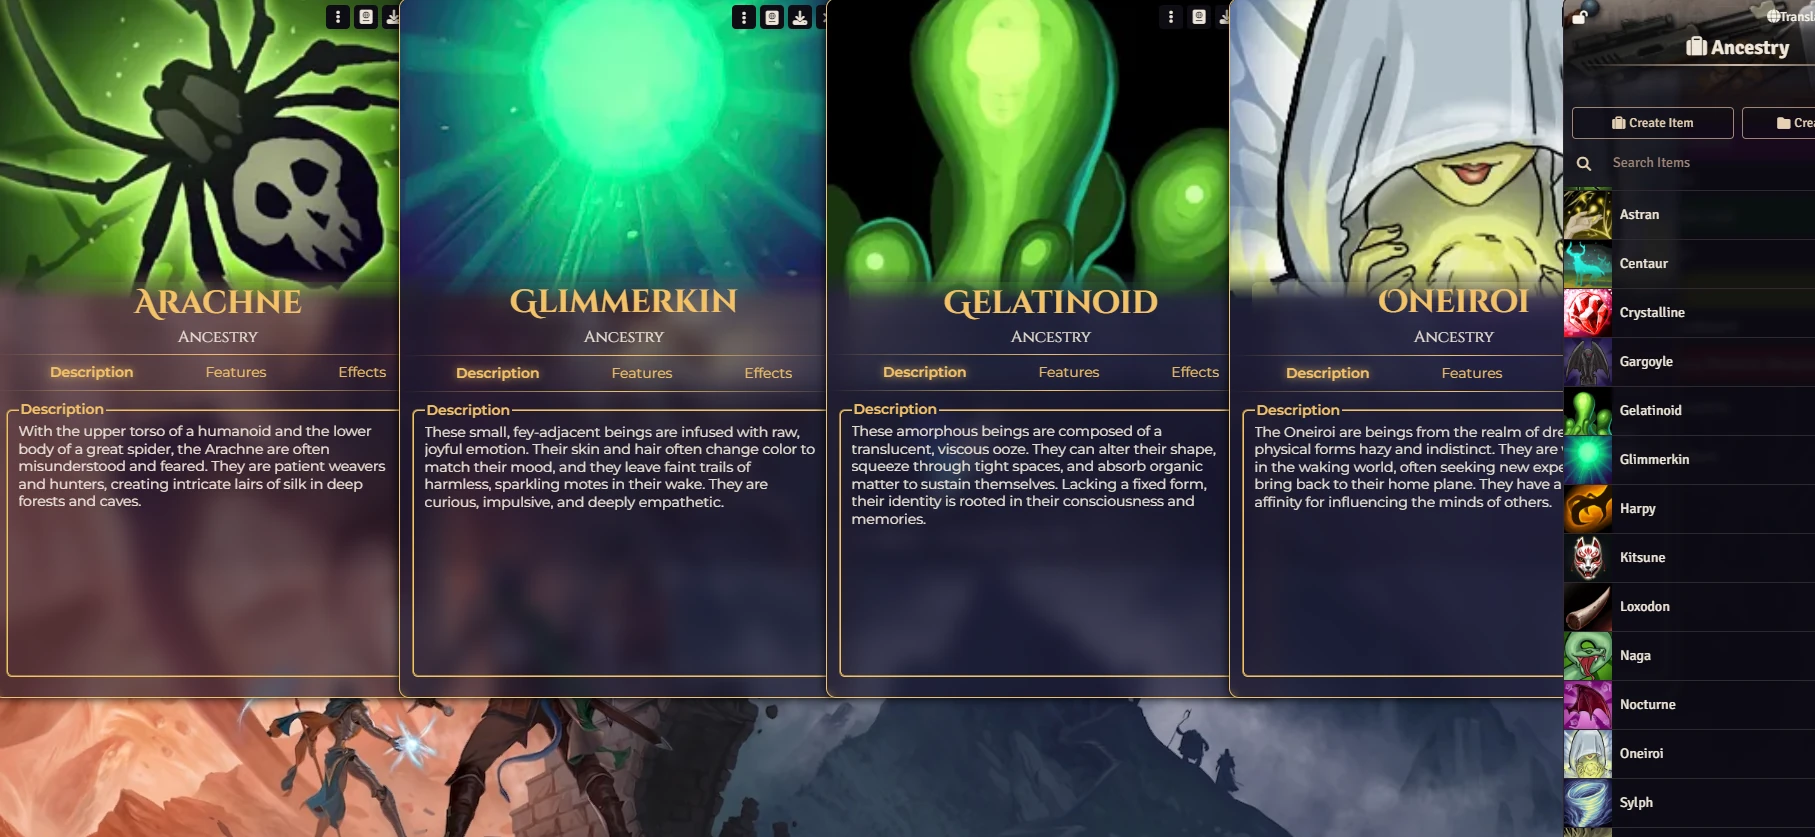 Arachne
Ancestry
Description
Features
Effects
Description
With the upper torso of a humanoid and the lower
body of a great spider, the Arachne are often
misunderstood and feared. They are patient weavers
and hunters, creating intricate lairs of silk in deep
forests and caves.
Glimmerkin
Ancestry
Description
Features
Effects
Description
These small, fey-adjacent beings are infused with raw,
joyful emotion. Their skin and hair often change color to
match their mood, and they leave faint trails of
harmless, sparkling motes in their wake. They are
curious, impulsive, and deeply empathetic.
Gelatinoid
Ancestry
Description
Features
Effects
Description
These amorphous beings are composed of a
translucent, viscous ooze. They can alter their shape,
squeeze through tight spaces, and absorb organic
matter to sustain themselves. Lacking a fixed form,
their identity is rooted in their consciousness and
memories.
Oneiroi
Ancestry
Description
Features
Description
The Oneiroi are beings from the realm of dre
physical forms hazy and indistinct. They are
in the waking world, often seeking new expe
bring back to their home plane. They have a
affinity for influencing the minds of others.
Transl
Ancestry
Create Item
Crea
Search Items
Astran
Centaur
Crystalline
Gargoyle
Gelatinoid
Glimmerkin
Harpy
Kitsune
Loxodon
Naga
Nocturne
Oneiroi
Sylph